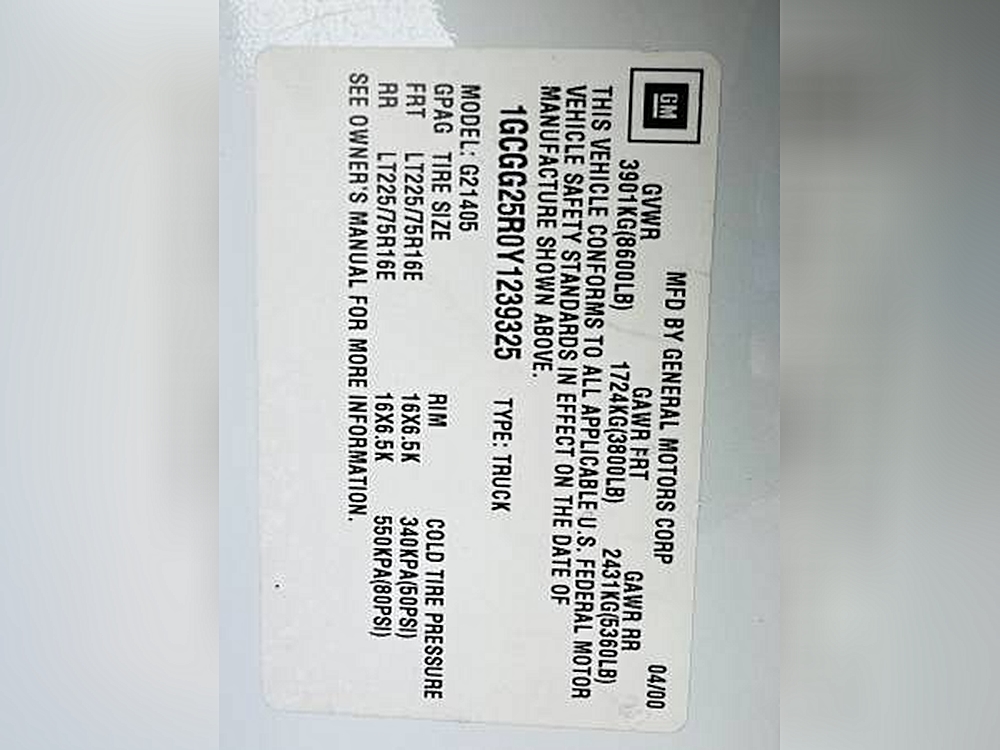 GM
MFD BY GENERAL MOTORS CORP 04/00
GVWR GAWR FRT GAWR RR
3901KG(8600LB) 1724KG(3800LB) 2431KG(5360LB)
THIS VEHICLE CONFORMS TO ALL APPLICABLE U.S. FEDERAL MOTOR
VEHICLE SAFETY STANDARDS IN EFFECT ON THE DATE OF
MANUFACTURE SHOWN ABOVE.
1GCGG25R0Y1239325 TYPE: TRUCK
MODEL: G21405
GPAG TIRE SIZE RIM COLD TIRE PRESSURE
FRT LT225/75R16E 16X6.5K 340KPA(50PSI)
RR LT225/75R16E 16X6.5K 550KPA(80PSI)
SEE OWNER'S MANUAL FOR MORE INFORMATION.